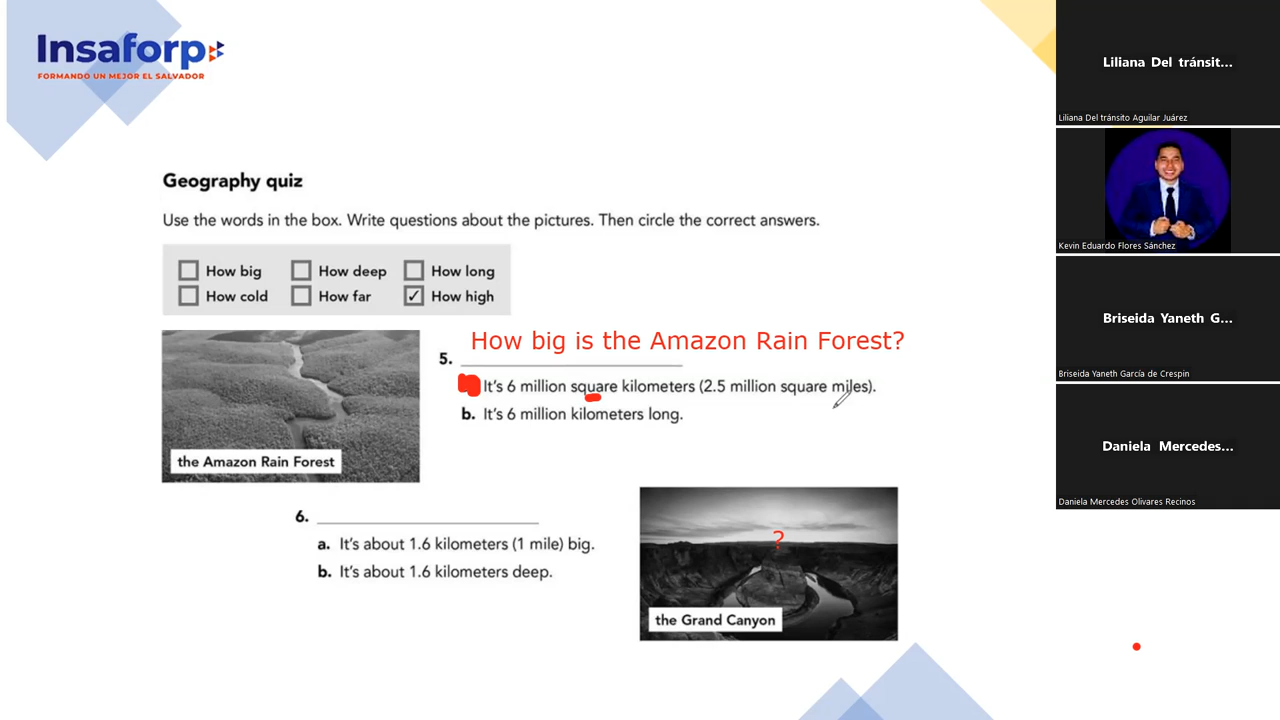 Insaforp
FORMANDO UN MEJOR EL SALVADOR
Geography quiz
Use the words in the box. Write questions about the pictures. Then circle the correct answers.
How big How deep How long
How cold How far ✓ How high
How big is the Amazon Rain Forest?
5.
It's 6 million square kilometers (2.5 million square miles).
b. It's 6 million kilometers long.
the Amazon Rain Forest
6.
a. It's about 1.6 kilometers (1 mile) big.
b. It's about 1.6 kilometers deep.
?
the Grand Canyon
Liliana Del tránsit...
Liliana Del tránsito Aguilar Juárez
Kevin Eduardo Flores Sánchez
Briseida Yaneth G...
Briseida Yaneth García de Crespin
Daniela Mercedes...
Daniela Mercedes Olivares Recinos